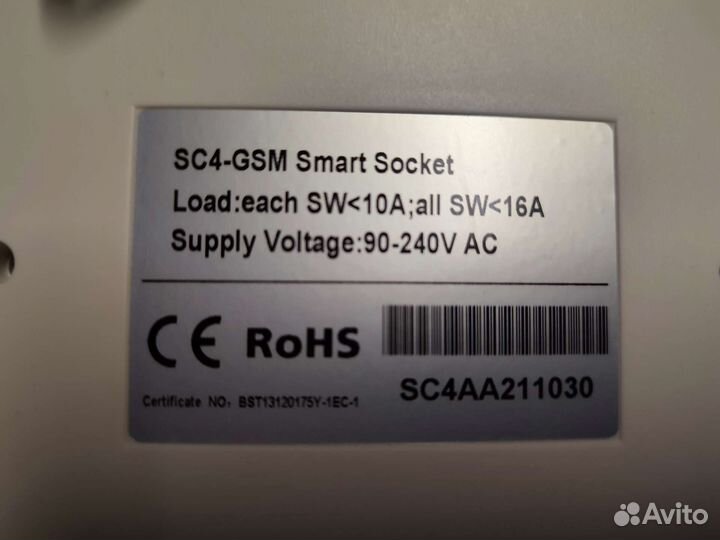 SC4-GSM Smart Socket
Load:each SW<10A;all SW<16A
Supply Voltage:90-240V AC
CE RoHS
SC4AA211030
Certificate NO: BST13120175Y-1EC-1
Avito